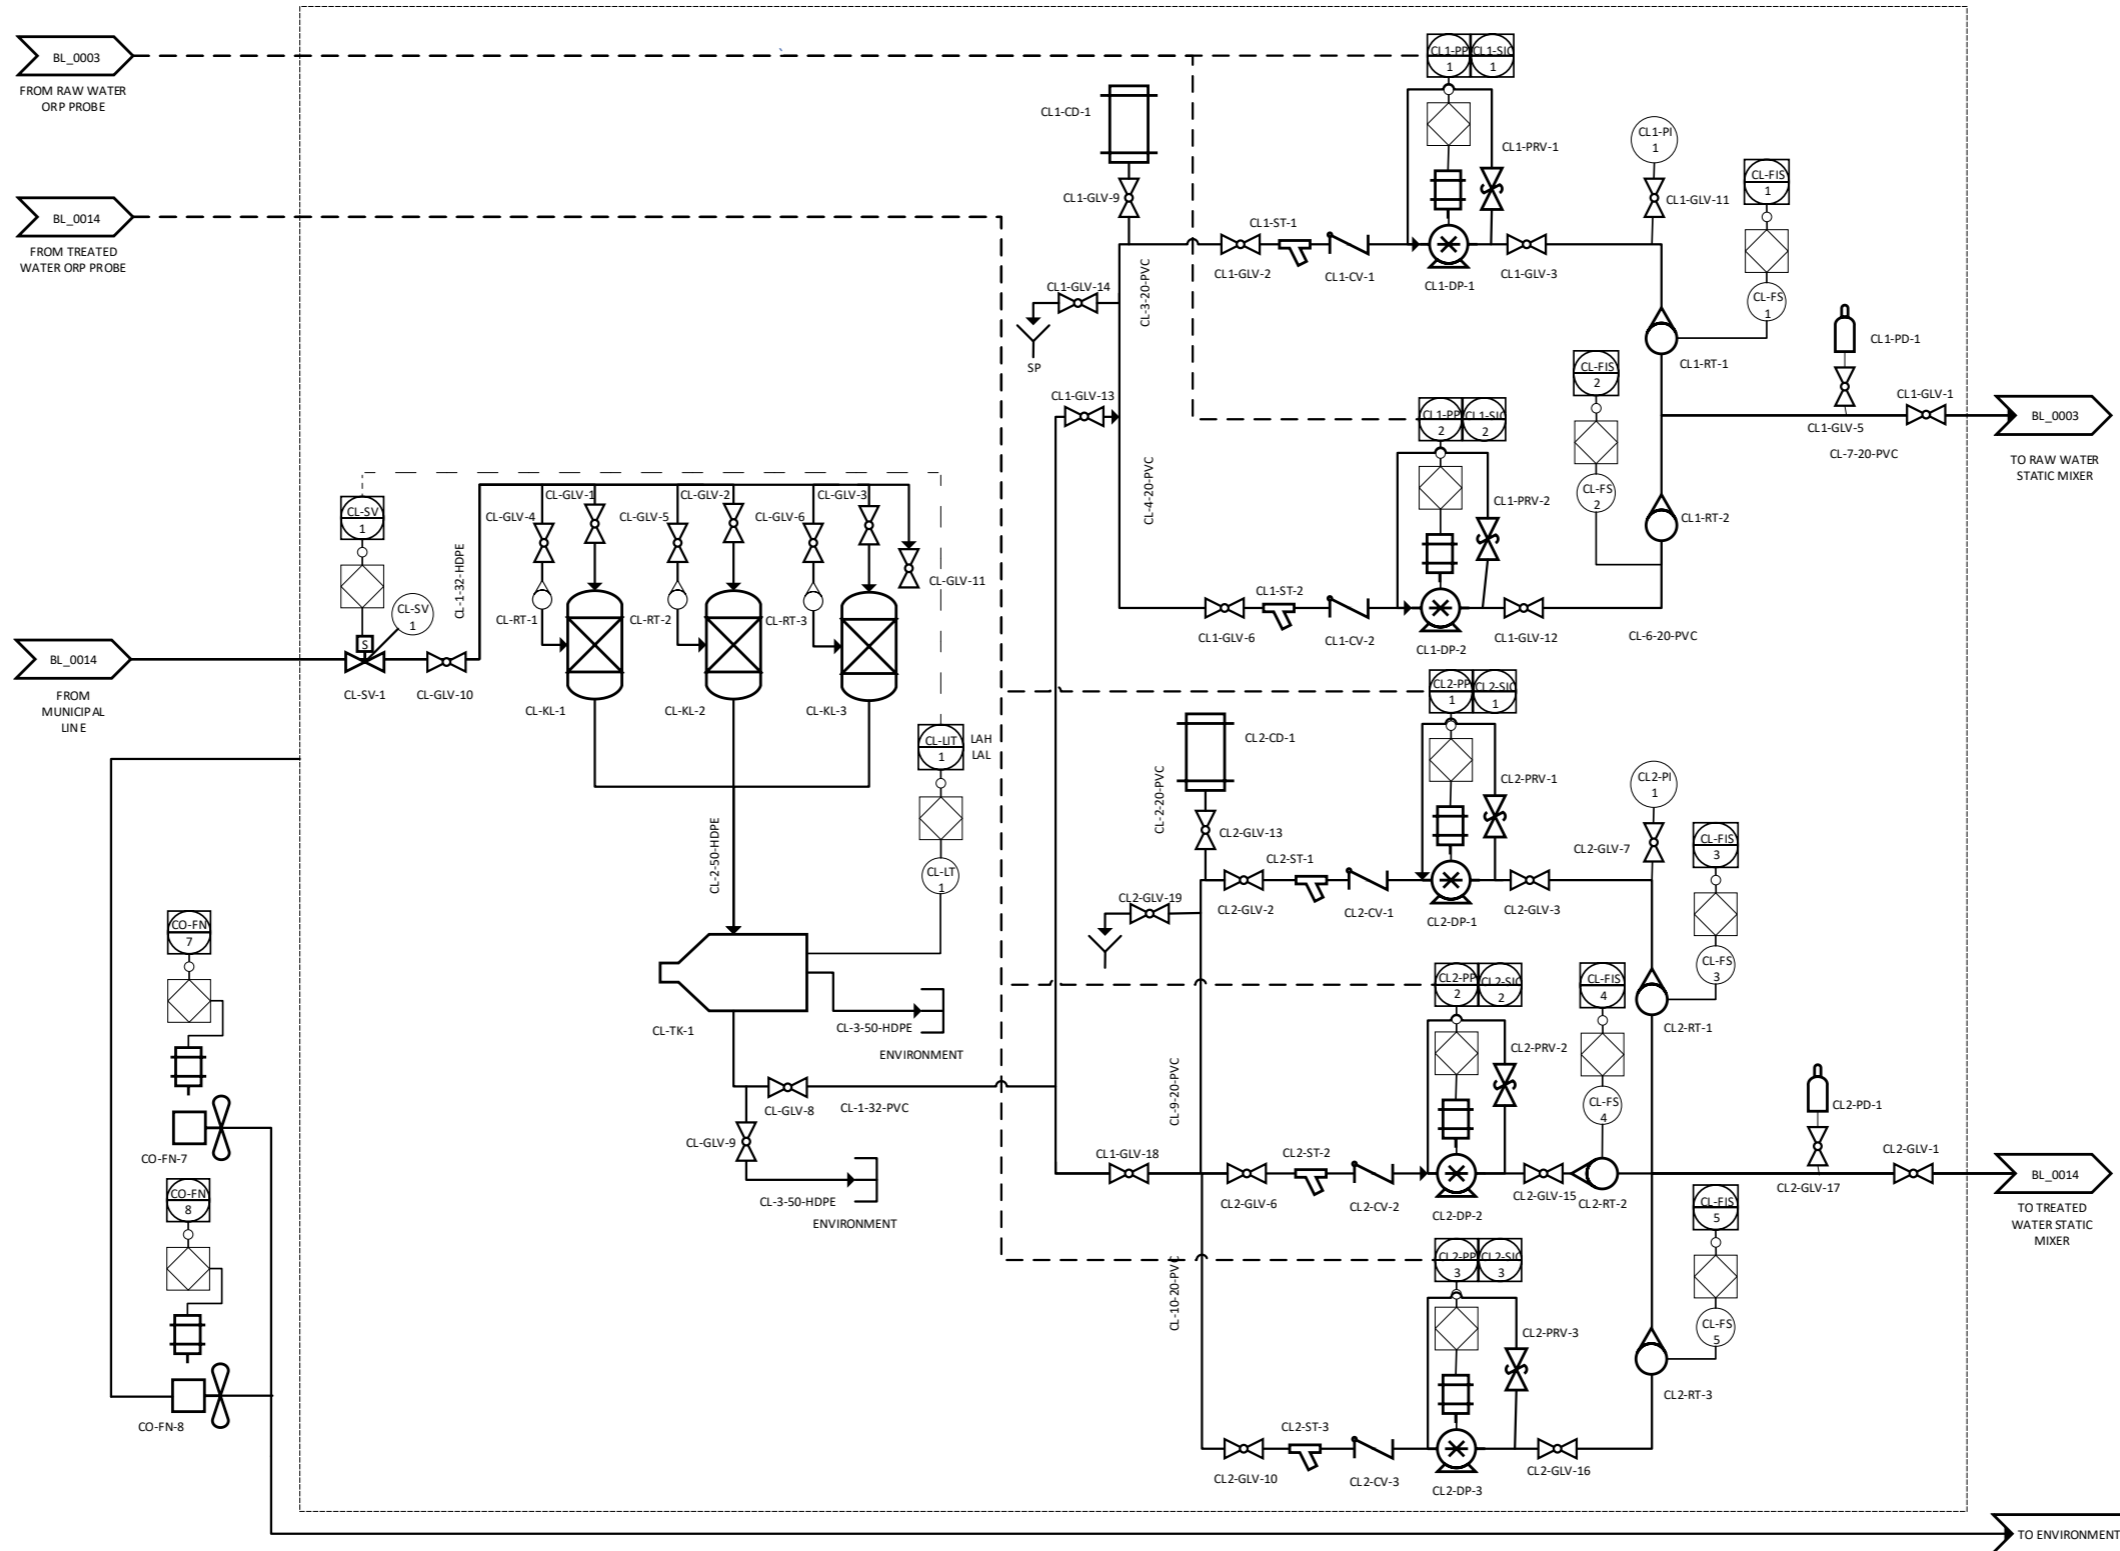 BL_0003
FROM RAW WATER
ORP PROBE
BL_0014
FROM TREATED
WATER ORP PROBE
BL_0014
FROM
MUNICIPAL
LINE
CL-SV
1
CL-SV
1
S
CL-SV-1
CL-GLV-10
CL-1-32-HDPE
CL-GLV-1
CL-GLV-2
CL-GLV-3
CL-GLV-4
CL-GLV-5
CL-GLV-6
CL-GLV-11
CL-RT-1
CL-RT-2
CL-RT-3
CL-KL-1
CL-KL-2
CL-KL-3
CL-LIT
1
LAH
LAL
CL-LT
1
CL-2-50-HDPE
CL-TK-1
CL-3-50-HDPE
ENVIRONMENT
CL-GLV-8
CL-1-32-PVC
CL-GLV-9
CL-3-50-HDPE
ENVIRONMENT
CO-FN
7
CO-FN-7
CO-FN
8
CO-FN-8
CL1-CD-1
CL1-GLV-9
CL1-GLV-14
SP
CL-3-20-PVC
CL1-GLV-13
CL-4-20-PVC
CL1-PP
1
CL1-SIC
1
CL1-PRV-1
CL1-GLV-2
CL1-ST-1
CL1-CV-1
CL1-DP-1
CL1-GLV-3
CL1-PI
1
CL1-GLV-11
CL-FIS
1
CL-FS
1
CL1-RT-1
CL1-PP
2
CL1-SIC
2
CL1-PRV-2
CL1-GLV-6
CL1-ST-2
CL1-CV-2
CL1-DP-2
CL1-GLV-12
CL-FIS
2
CL-FS
2
CL1-RT-2
CL-6-20-PVC
CL1-PD-1
CL1-GLV-5
CL-7-20-PVC
CL1-GLV-1
BL_0003
TO RAW WATER
STATIC MIXER
CL2-CD-1
CL-2-20-PVC
CL2-GLV-13
CL2-GLV-19
CL2-PP
1
CL2-SIC
1
CL2-PRV-1
CL2-GLV-2
CL2-ST-1
CL2-CV-1
CL2-DP-1
CL2-GLV-3
CL2-PI
1
CL2-GLV-7
CL-FIS
3
CL-FS
3
CL2-RT-1
CL-9-20-PVC
CL2-PP
2
CL2-SIC
2
CL2-PRV-2
CL1-GLV-18
CL2-GLV-6
CL2-ST-2
CL2-CV-2
CL2-DP-2
CL2-GLV-15
CL-FIS
4
CL-FS
4
CL2-RT-2
CL2-PD-1
CL2-GLV-17
CL2-GLV-1
BL_0014
TO TREATED
WATER STATIC
MIXER
CL-10-20-PVC
CL2-PP
3
CL2-SIC
3
CL2-PRV-3
CL2-GLV-10
CL2-ST-3
CL2-CV-3
CL2-DP-3
CL2-GLV-16
CL-FIS
5
CL-FS
5
CL2-RT-3
TO ENVIRONMENT